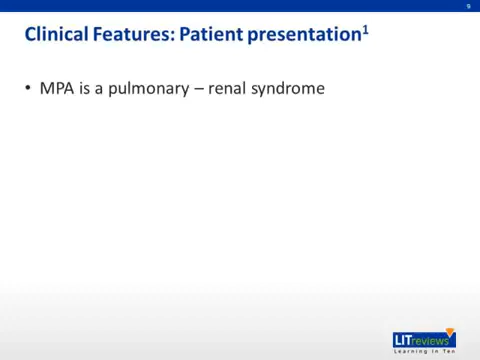 Clinical Features: Patient presentation1
• MPA is a pulmonary – renal syndrome
LITreviews
Learning in Ten